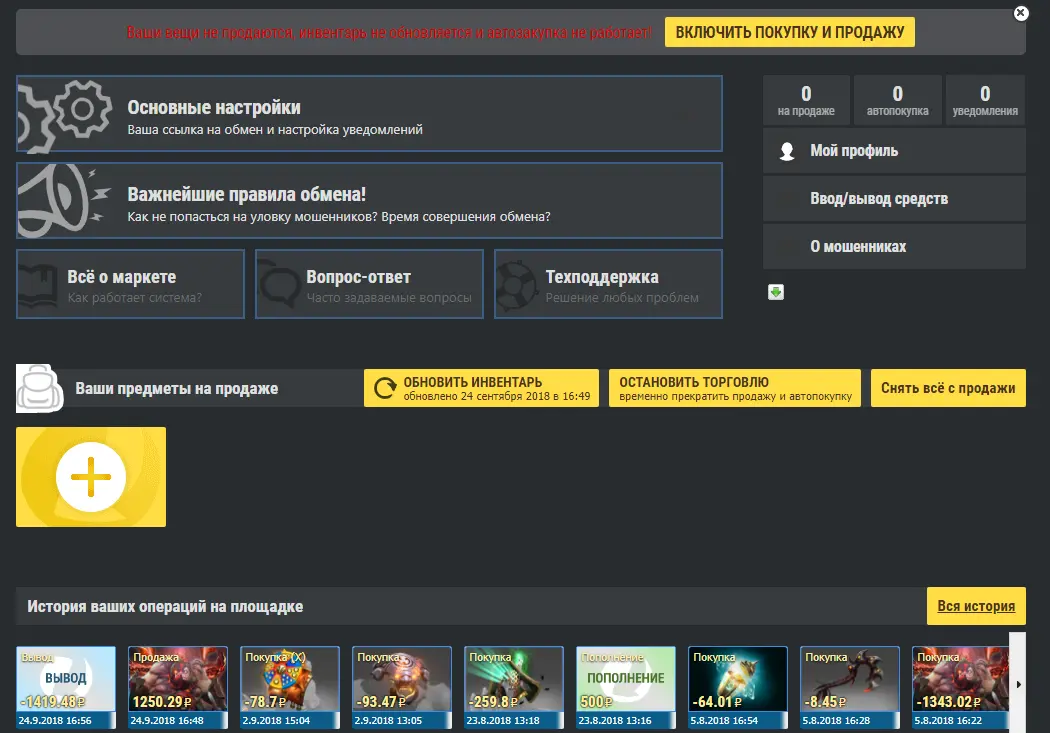 Ваши вещи не продаются, инвентарь не обновляется и автозакупка не работает!
ВКЛЮЧИТЬ ПОКУПКУ И ПРОДАЖУ
Основные настройки
Ваша ссылка на обмен и настройка уведомлений
0
на продаже
0
автопокупка
0
уведомления
Мой профиль
Ввод/вывод средств
О мошенниках
Важнейшие правила обмена!
Как не попасться на уловку мошенников? Время совершения обмена?
Всё о маркете
Как работает система?
Вопрос-ответ
Часто задаваемые вопросы
Техподдержка
Решение любых проблем
Ваши предметы на продаже
ОБНОВИТЬ ИНВЕНТАРЬ
обновлено 24 сентября 2018 в 16:49
ОСТАНОВИТЬ ТОРГОВЛЮ
временно прекратить продажу и автопокупку
Снять всё с продажи
История ваших операций на площадке
Вся история
Вывод
ВЫВОД
-1419.48 ₽
24.9.2018 16:56
Продажа
1250.29 ₽
24.9.2018 16:48
Покупка (X)
-78.7 ₽
2.9.2018 15:04
Покупка
-93.47 ₽
2.9.2018 13:05
Покупка
-259.8 ₽
23.8.2018 13:18
Пополнение
ПОПОЛНЕНИЕ
500 ₽
23.8.2018 13:16
Покупка
-64.01 ₽
5.8.2018 16:54
Покупка
-8.45 ₽
5.8.2018 16:28
Покупка
-1343.02 ₽
5.8.2018 16:22